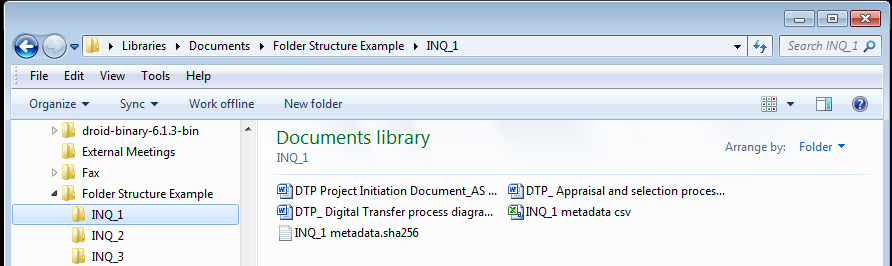 Libraries Documents Folder Structure Example INQ_1 Search INQ_1
File Edit View Tools Help
Organize Sync Work offline New folder
droid-binary-6.1.3-bin
External Meetings
Fax
Folder Structure Example
INQ_1
INQ_2
INQ_3
Documents library
INQ_1
Arrange by: Folder
DTP Project Initiation Document_AS ... DTP_ Appraisal and selection proces...
DTP_ Digital Transfer process diagra... INQ_1 metadata csv
INQ_1 metadata.sha256